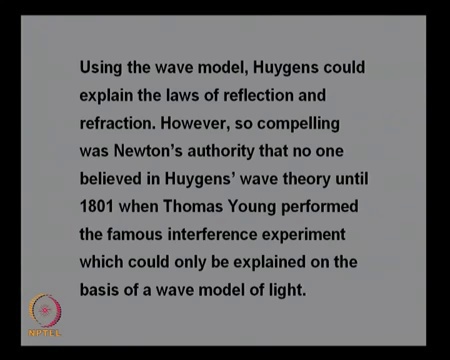 Using the wave model, Huygens could
explain the laws of reflection and
refraction. However, so compelling
was Newton's authority that no one
believed in Huygens' wave theory until
1801 when Thomas Young performed
the famous interference experiment
which could only be explained on the
basis of a wave model of light.
NPTEL